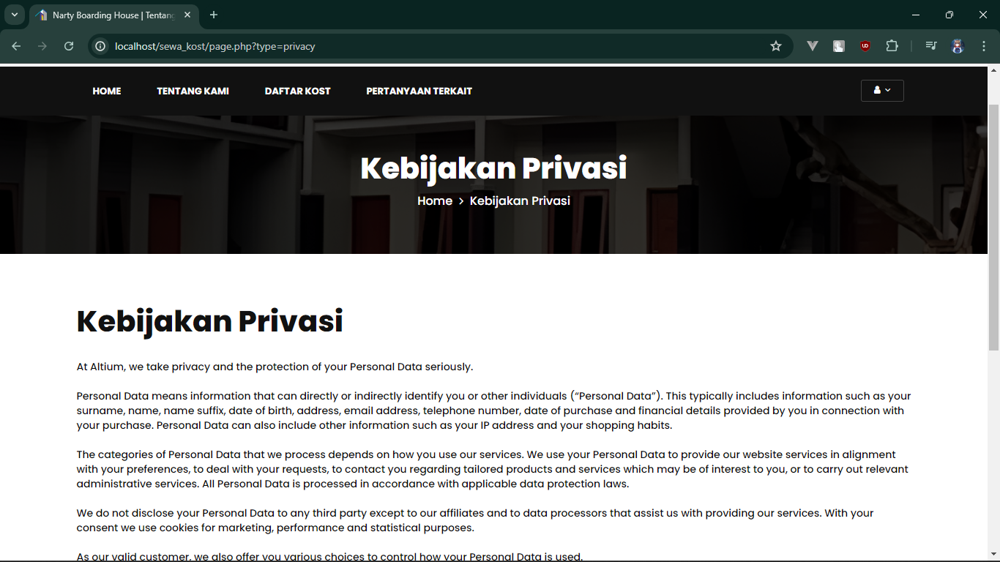 Narty Boarding House | Tentang
localhost/sewa_kost/page.php?type=privacy
HOME TENTANG KAMI DAFTAR KOST PERTANYAAN TERKAIT
Kebijakan Privasi
Home > Kebijakan Privasi
Kebijakan Privasi
At Altium, we take privacy and the protection of your Personal Data seriously.
Personal Data means information that can directly or indirectly identify you or other individuals (“Personal Data”). This typically includes information such as your
surname, name, name suffix, date of birth, address, email address, telephone number, date of purchase and financial details provided by you in connection with
your purchase. Personal Data can also include other information such as your IP address and your shopping habits.
The categories of Personal Data that we process depends on how you use our services. We use your Personal Data to provide our website services in alignment
with your preferences, to deal with your requests, to contact you regarding tailored products and services which may be of interest to you, or to carry out relevant
administrative services. All Personal Data is processed in accordance with applicable data protection laws.
We do not disclose your Personal Data to any third party except to our affiliates and to data processors that assist us with providing our services. With your
consent we use cookies for marketing, performance and statistical purposes.
As our valid customer, we also offer you various choices to control how your Personal Data is used.